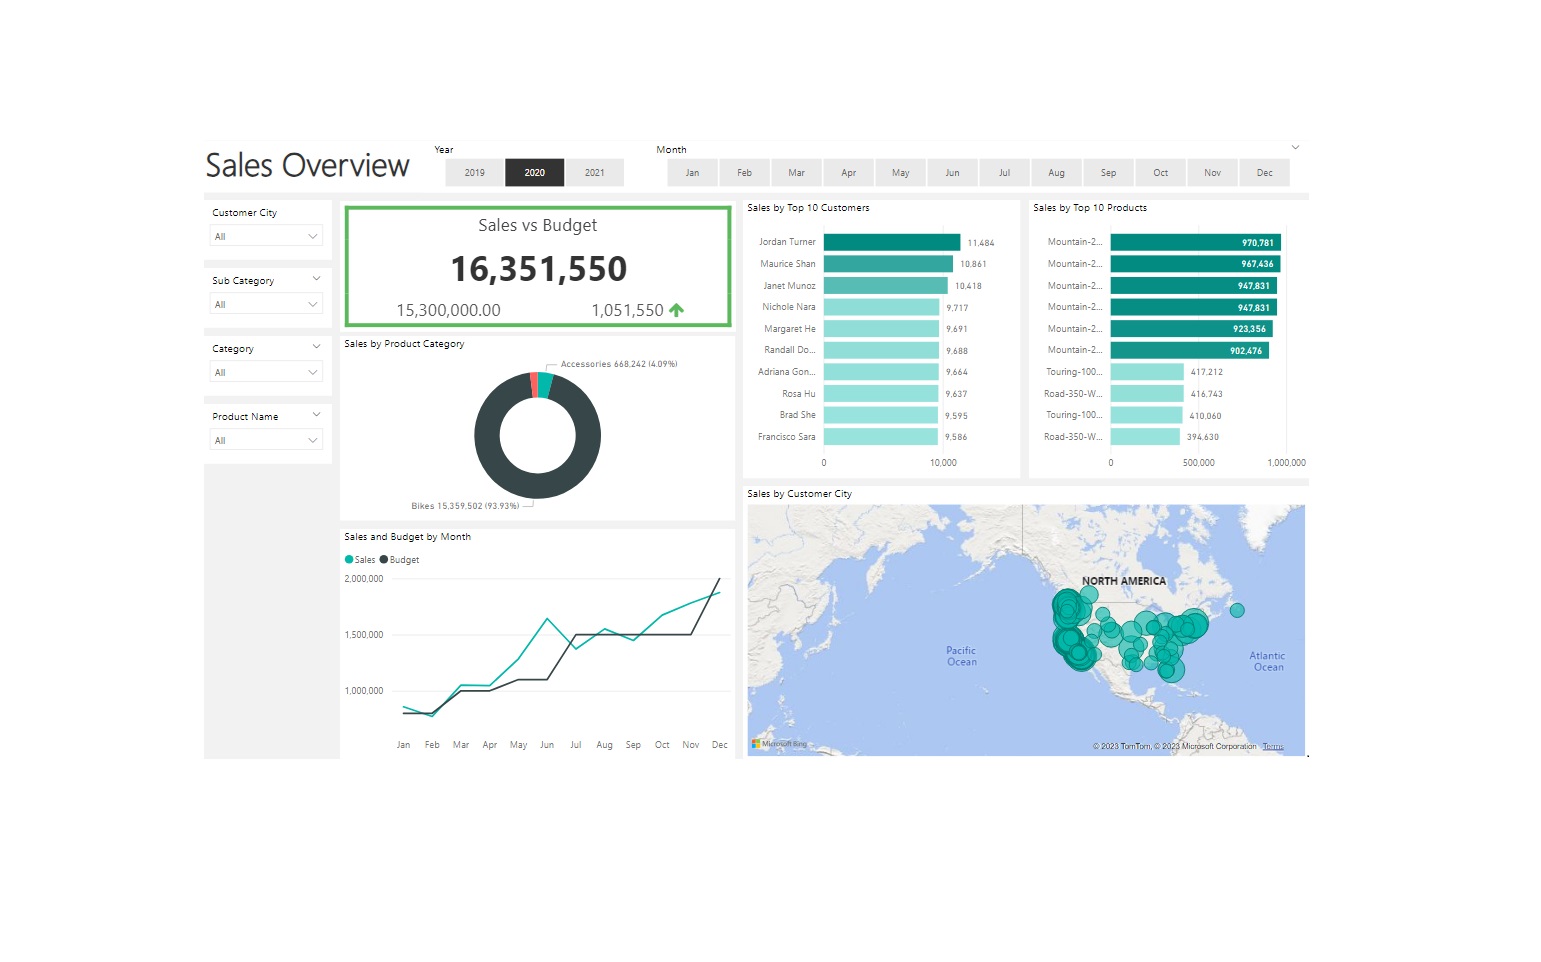 Sales Overview
Year
2019 2020 2021
Month
Jan Feb Mar Apr May Jun Jul Aug Sep Oct Nov Dec
Customer City
All
Sub Category
All
Category
All
Product Name
All
Sales vs Budget
16,351,550
15,300,000.00 1,051,550
Sales by Product Category
Accessories 668,242 (4.09%)
Bikes 15,359,502 (93.93%)
Sales and Budget by Month
Sales Budget
2,000,000
1,500,000
1,000,000
Jan Feb Mar Apr May Jun Jul Aug Sep Oct Nov Dec
Sales by Top 10 Customers
Jordan Turner 11,484
Maurice Shan 10,861
Janet Munoz 10,418
Nichole Nara 9,717
Margaret He 9,691
Randall Do... 9,688
Adriana Gon... 9,664
Rosa Hu 9,637
Brad She 9,595
Francisco Sara 9,586
0 10,000
Sales by Top 10 Products
Mountain-2... 970,781
Mountain-2... 967,436
Mountain-2... 947,831
Mountain-2... 947,831
Mountain-2... 923,356
Mountain-2... 902,476
Touring-100... 417,212
Road-350-W... 416,743
Touring-100... 410,060
Road-350-W... 394,630
0 500,000 1,000,000
Sales by Customer City
NORTH AMERICA
Pacific
Ocean
Atlantic
Ocean
Microsoft Bing
© 2023 TomTom, © 2023 Microsoft Corporation Terms